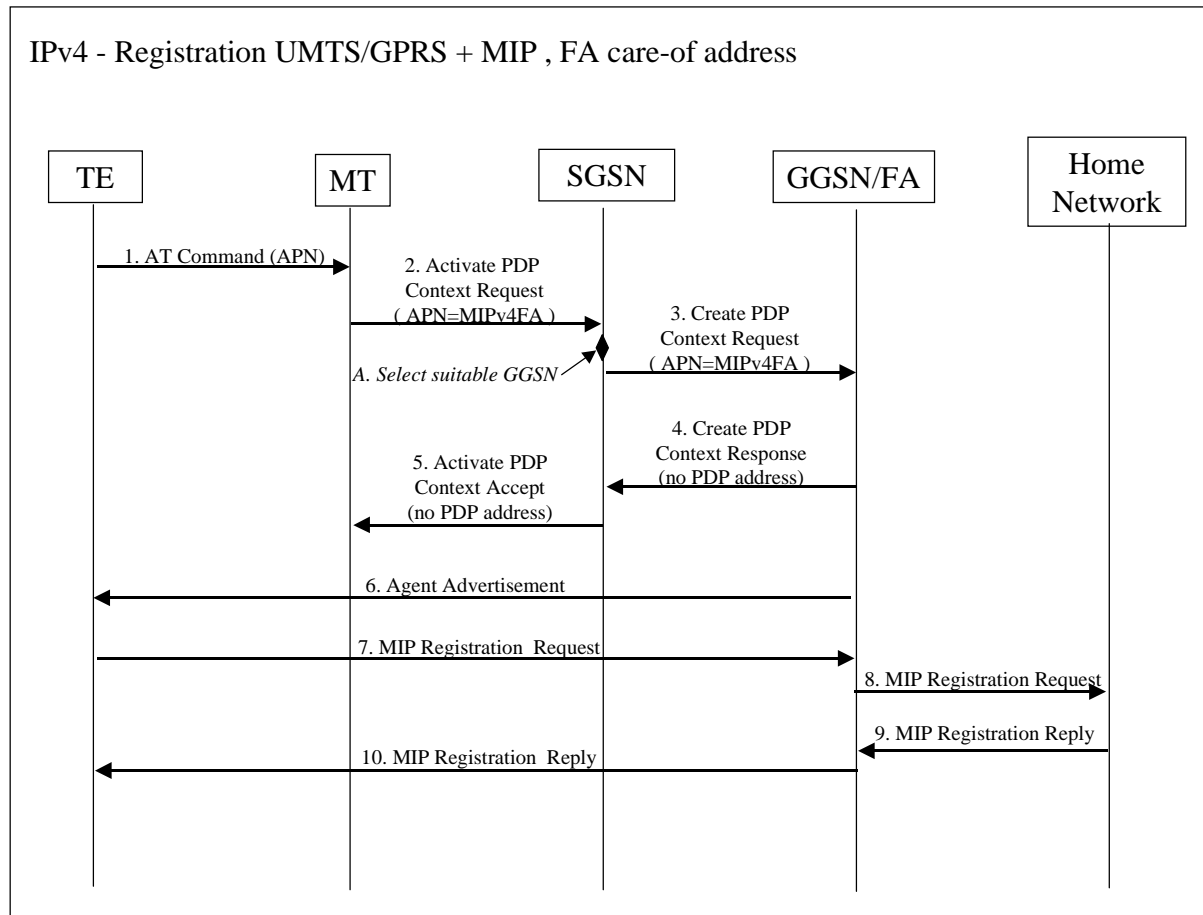 IPv4 - Registration UMTS/GPRS + MIP , FA care-of address
TE
MT
SGSN
GGSN/FA
Home
Network
1. AT Command (APN)
2. Activate PDP
Context Request
( APN=MIPv4FA )
3. Create PDP
Context Request
( APN=MIPv4FA )
A. Select suitable GGSN
4. Create PDP
Context Response
(no PDP address)
5. Activate PDP
Context Accept
(no PDP address)
6. Agent Advertisement
7. MIP Registration Request
8. MIP Registration Request
9. MIP Registration Reply
10. MIP Registration Reply